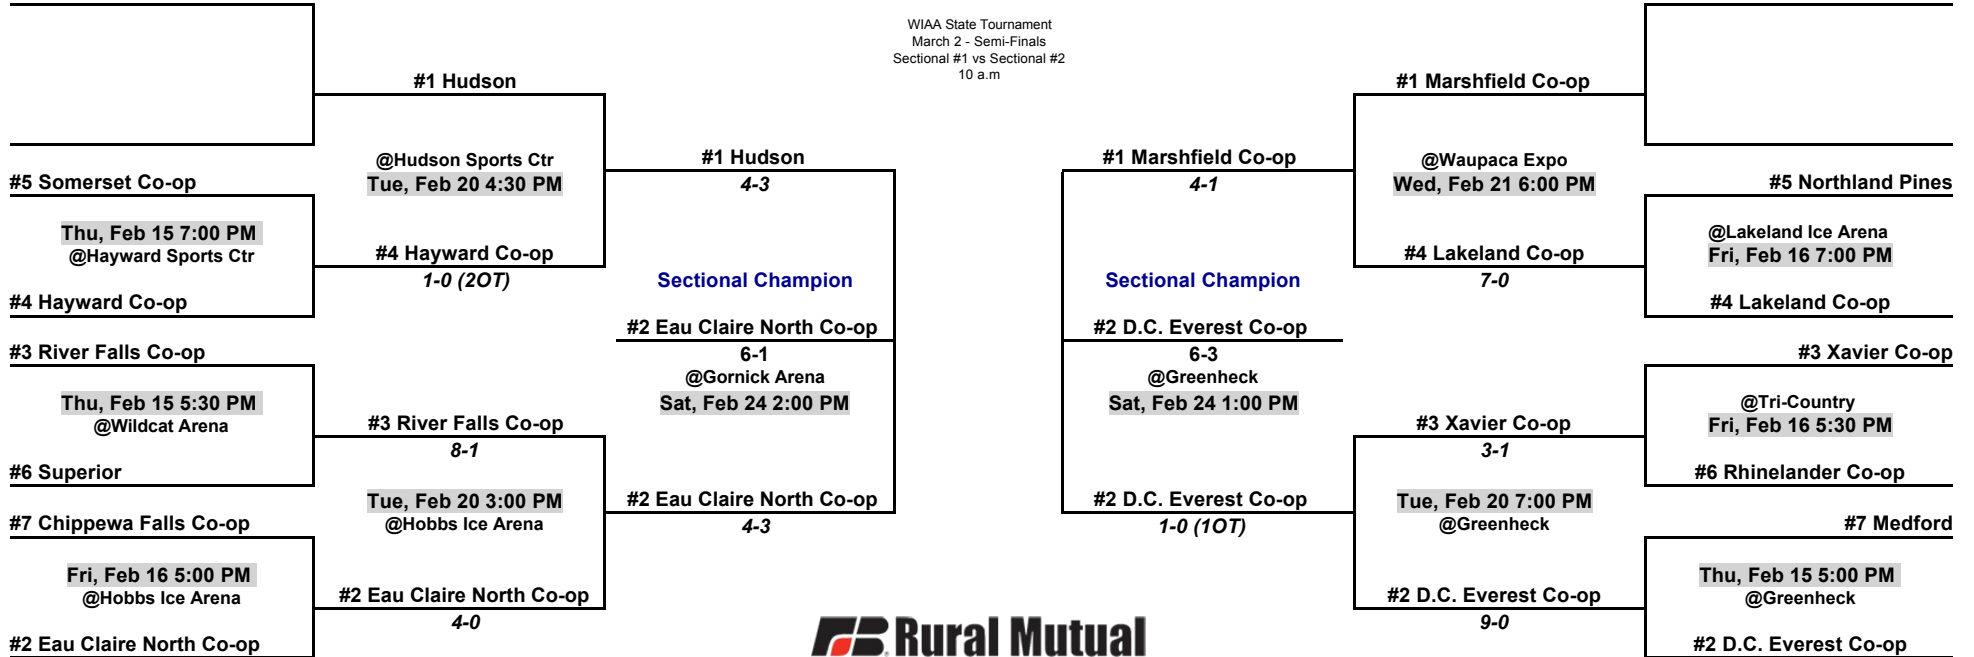 WIAA State Tournament
March 2 - Semi-Finals
Sectional #1 vs Sectional #2
10 a.m
#1 Hudson
@Hudson Sports Ctr
Tue, Feb 20 4:30 PM
#1 Hudson
4-3
#5 Somerset Co-op
Thu, Feb 15 7:00 PM
@Hayward Sports Ctr
#4 Hayward Co-op
1-0 (2OT)
#4 Hayward Co-op
Sectional Champion
#2 Eau Claire North Co-op
6-1
@Gornick Arena
Sat, Feb 24 2:00 PM
#3 River Falls Co-op
Thu, Feb 15 5:30 PM
@Wildcat Arena
#3 River Falls Co-op
8-1
#6 Superior
Tue, Feb 20 3:00 PM
@Hobbs Ice Arena
#2 Eau Claire North Co-op
4-3
#7 Chippewa Falls Co-op
Fri, Feb 16 5:00 PM
@Hobbs Ice Arena
#2 Eau Claire North Co-op
4-0
#2 Eau Claire North Co-op
#1 Marshfield Co-op
#1 Marshfield Co-op
4-1
@Waupaca Expo
Wed, Feb 21 6:00 PM
#5 Northland Pines
@Lakeland Ice Arena
Fri, Feb 16 7:00 PM
#4 Lakeland Co-op
7-0
#4 Lakeland Co-op
Sectional Champion
#2 D.C. Everest Co-op
6-3
@Greenheck
Sat, Feb 24 1:00 PM
#3 Xavier Co-op
@Tri-Country
Fri, Feb 16 5:30 PM
#3 Xavier Co-op
3-1
#6 Rhinelander Co-op
#2 D.C. Everest Co-op
1-0 (1OT)
Tue, Feb 20 7:00 PM
@Greenheck
#7 Medford
Thu, Feb 15 5:00 PM
@Greenheck
#2 D.C. Everest Co-op
9-0
#2 D.C. Everest Co-op
Rural Mutual